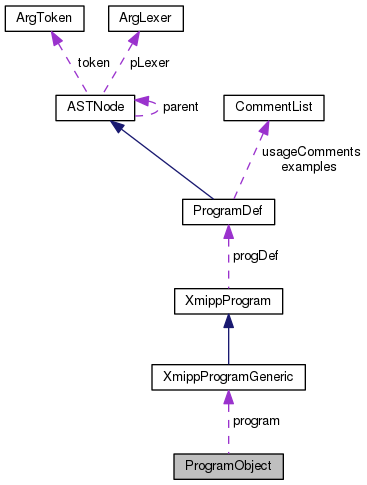 ArgToken
ArgLexer
token
pLexer
ASTNode
parent
CommentList
usageComments
examples
ProgramDef
progDef
XmippProgram
XmippProgramGeneric
program
ProgramObject